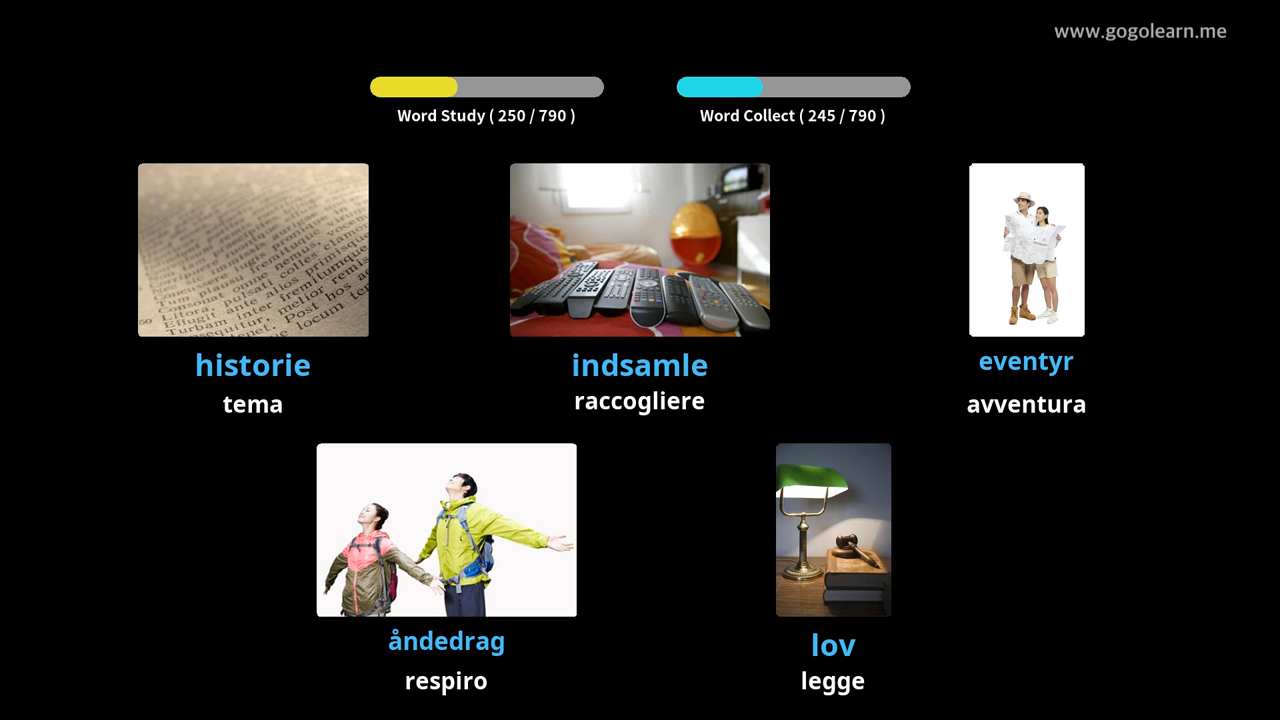 www.gogolearn.me
Word Study ( 250 / 790 )
Word Collect ( 245 / 790 )
historie
tema
indsamle
raccogliere
eventyr
avventura
åndedrag
respiro
lov
legge